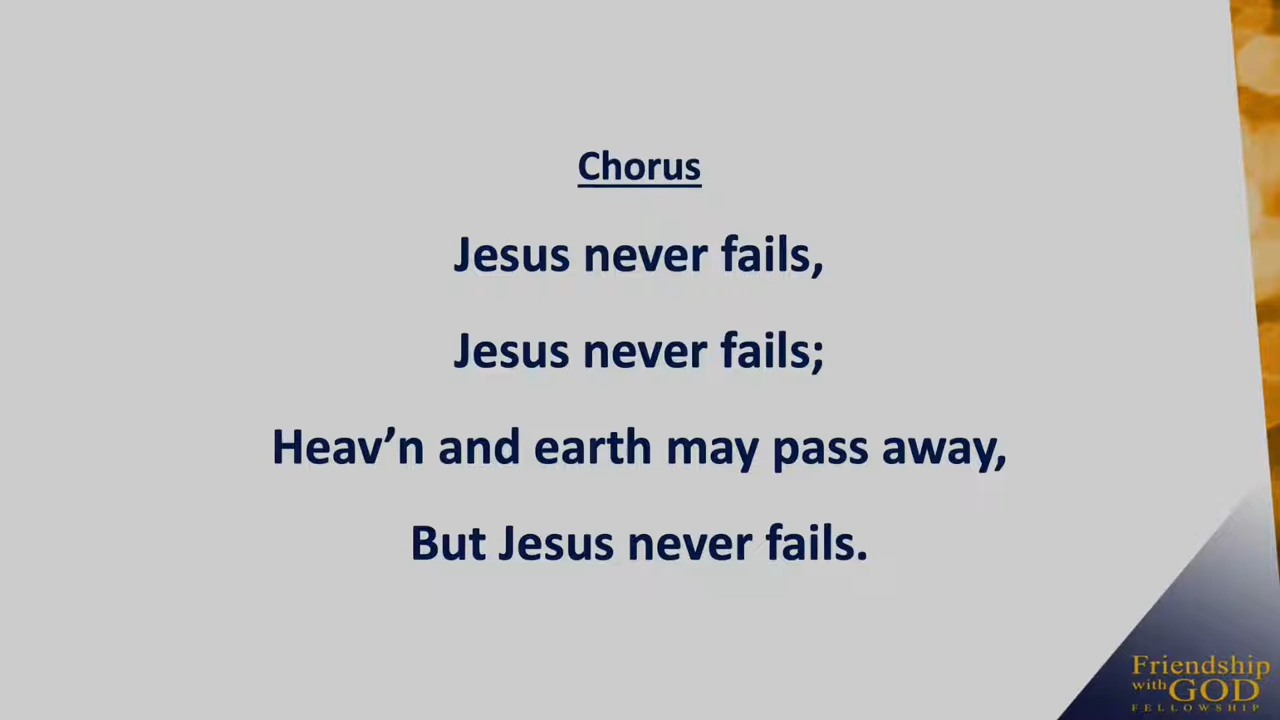 Chorus
Jesus never fails,
Jesus never fails;
Heav’n and earth may pass away,
But Jesus never fails.
Friendship
with GOD
FELLOWSHIP